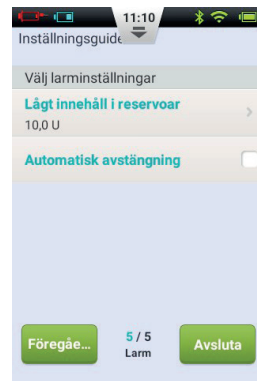 11:10
Inställningsguide
Välj larminställningar
Lågt innehåll i reservoar
10,0 U
Automatisk avstängning
Föregåe...
5 / 5
Larm
Avsluta